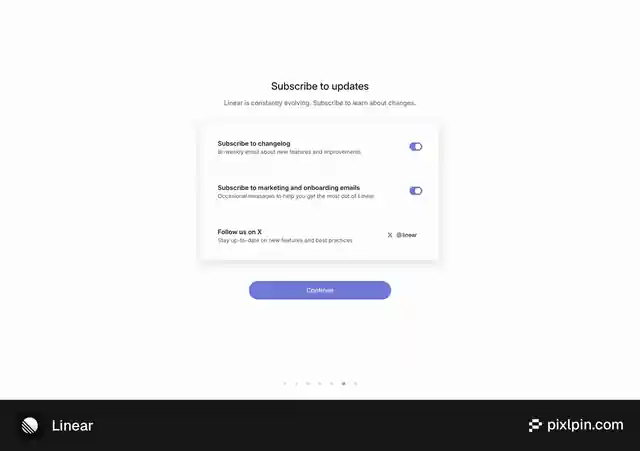 Subscribe to updates
Linear is constantly evolving. Subscribe to learn about changes.
Subscribe to changelog
Bi-weekly email about new features and improvements
Subscribe to marketing and onboarding emails
Occasional messages to help you get the most out of Linear
Follow us on X
X @linear
Stay up-to-date on new features and best practices
Continue
Linear
pixlpin.com